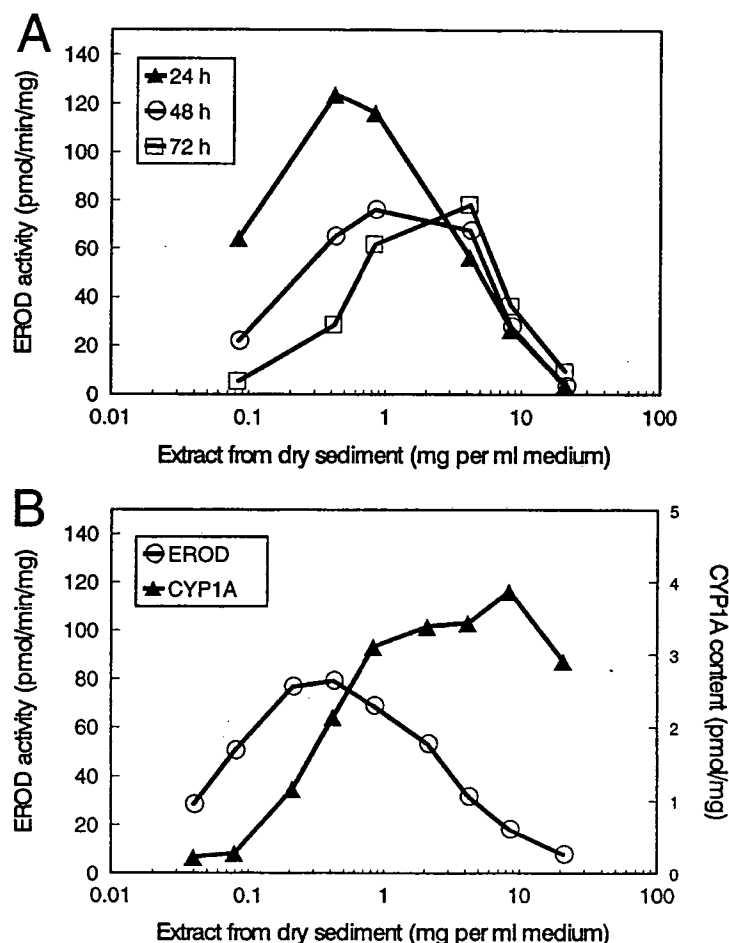 A
EROD activity (pmol/min/mg)
140
120
100
80
60
40
20
0
24 h
48 h
72 h
0.01
0.1
1
10
100
Extract from dry sediment (mg per ml medium)
B
EROD activity (pmol/min/mg)
140
120
100
80
60
40
20
0
EROD
CYP1A
5
4
3
2
1
0
CYP1A content (pmol/mg)
0.01
0.1
1
10
100
Extract from dry sediment (mg per ml medium)